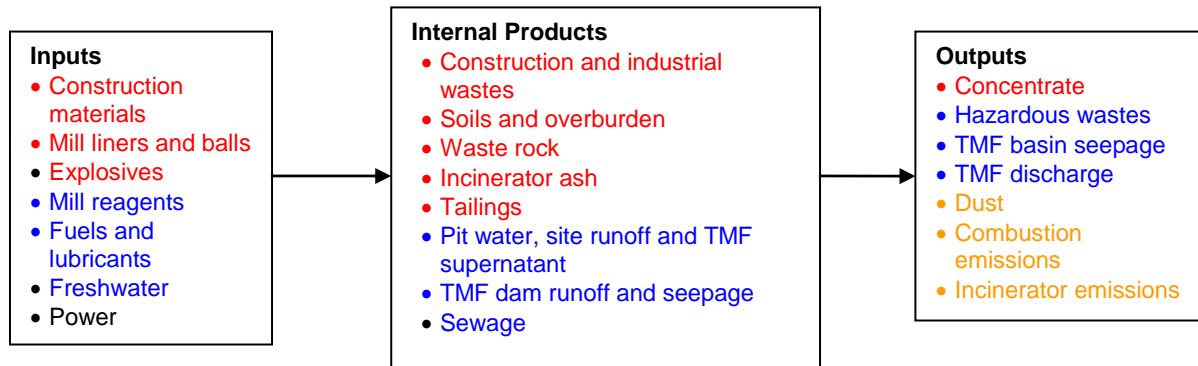 Inputs
• Construction
materials
• Mill liners and balls
• Explosives
• Mill reagents
• Fuels and
lubricants
• Freshwater
• Power
Internal Products
• Construction and industrial
wastes
• Soils and overburden
• Waste rock
• Incinerator ash
• Tailings
• Pit water, site runoff and TMF
supernatant
• TMF dam runoff and seepage
• Sewage
Outputs
• Concentrate
• Hazardous wastes
• TMF basin seepage
• TMF discharge
• Dust
• Combustion
emissions
• Incinerator emissions